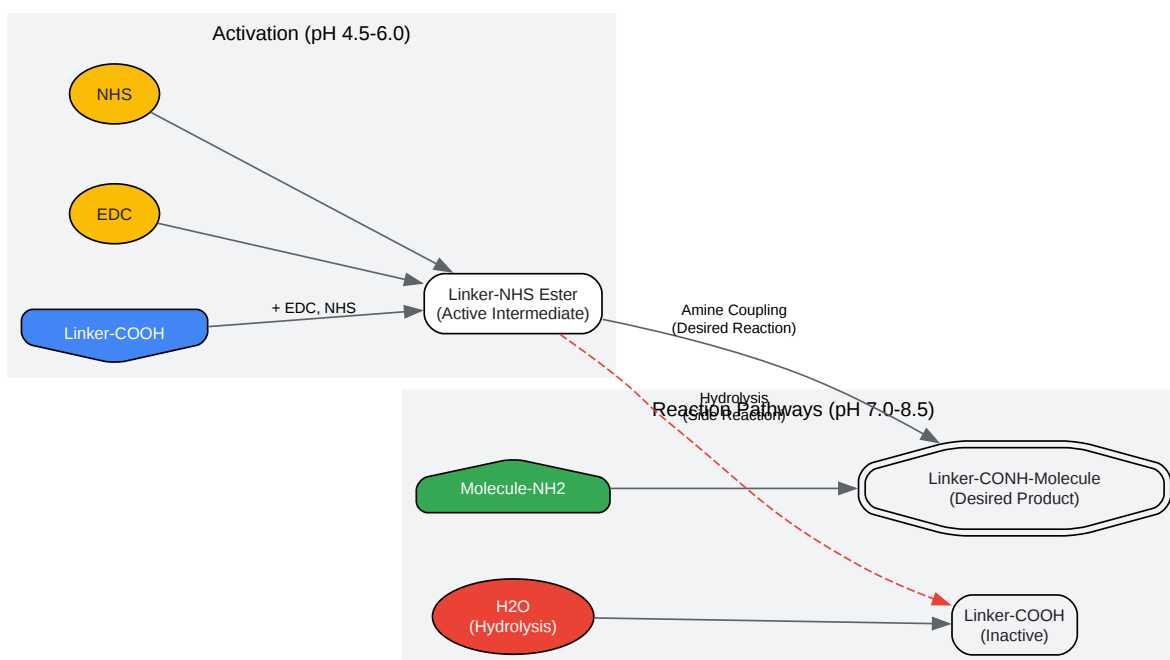 Activation (pH 4.5-6.0)
NHS
EDC
Linker-COOH
+ EDC, NHS
Linker-NHS Ester
(Active Intermediate)
Amine Coupling
(Desired Reaction)
Hydrolysis
(Side Reaction)
Reaction Pathways (pH 7.0-8.5)
Molecule-NH2
Linker-CONH-Molecule
(Desired Product)
H2O
(Hydrolysis)
Linker-COOH
(Inactive)